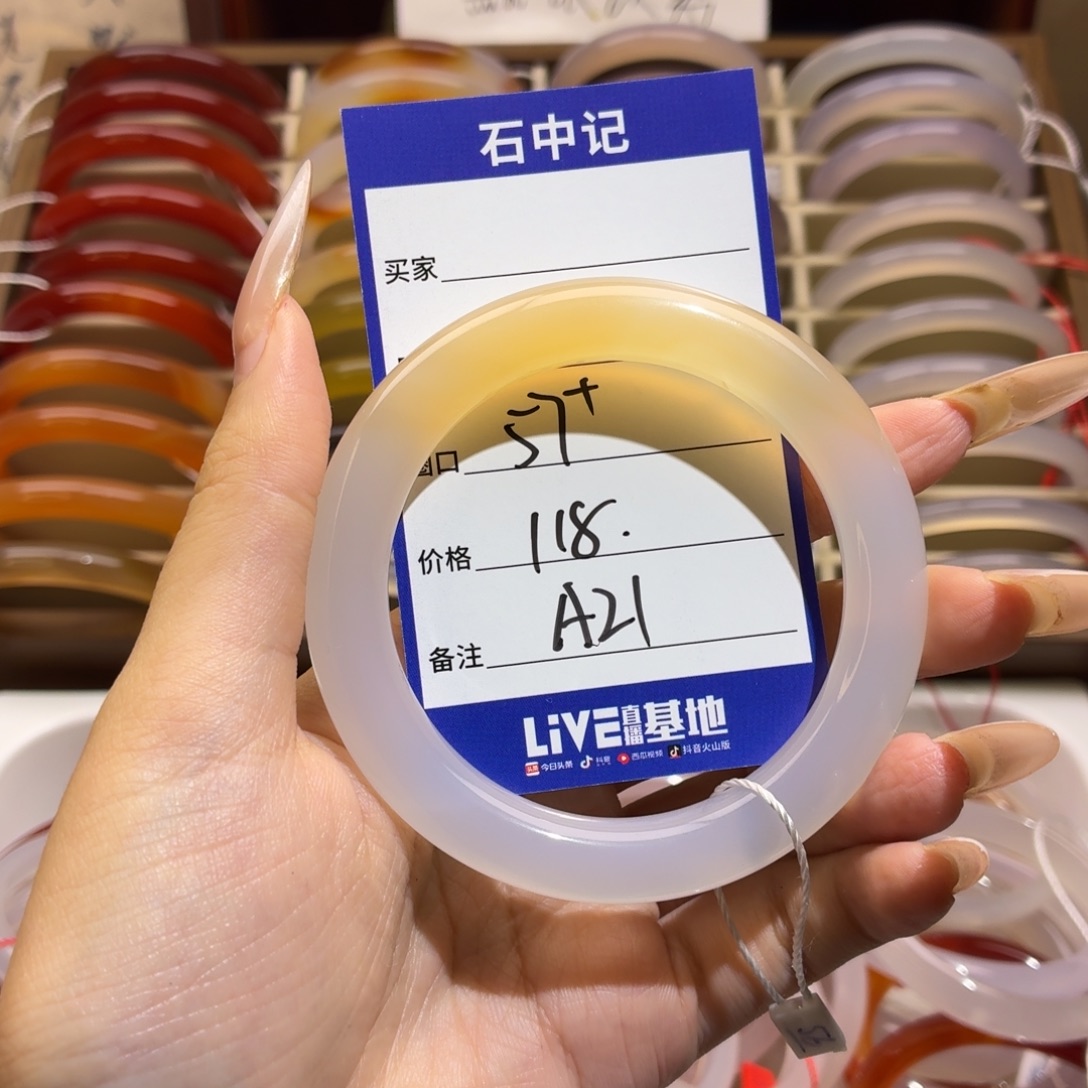 石中记
买家
圈口 57+
价格 118.
备注 A21
LiVE直播基地
今日头条 抖音 西瓜视频 抖音火山版